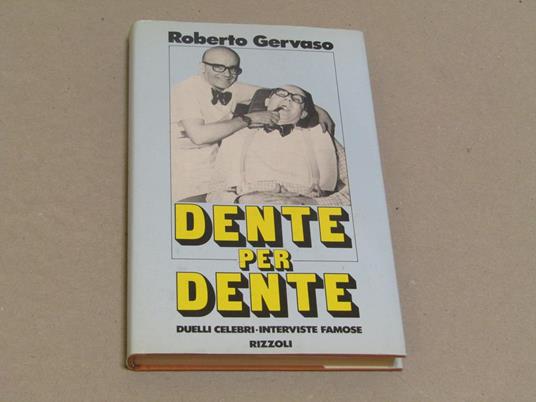 Roberto Gervaso
DENTE
PER
DENTE
DUELLI CELEBRI·INTERVISTE FAMOSE
RIZZOLI